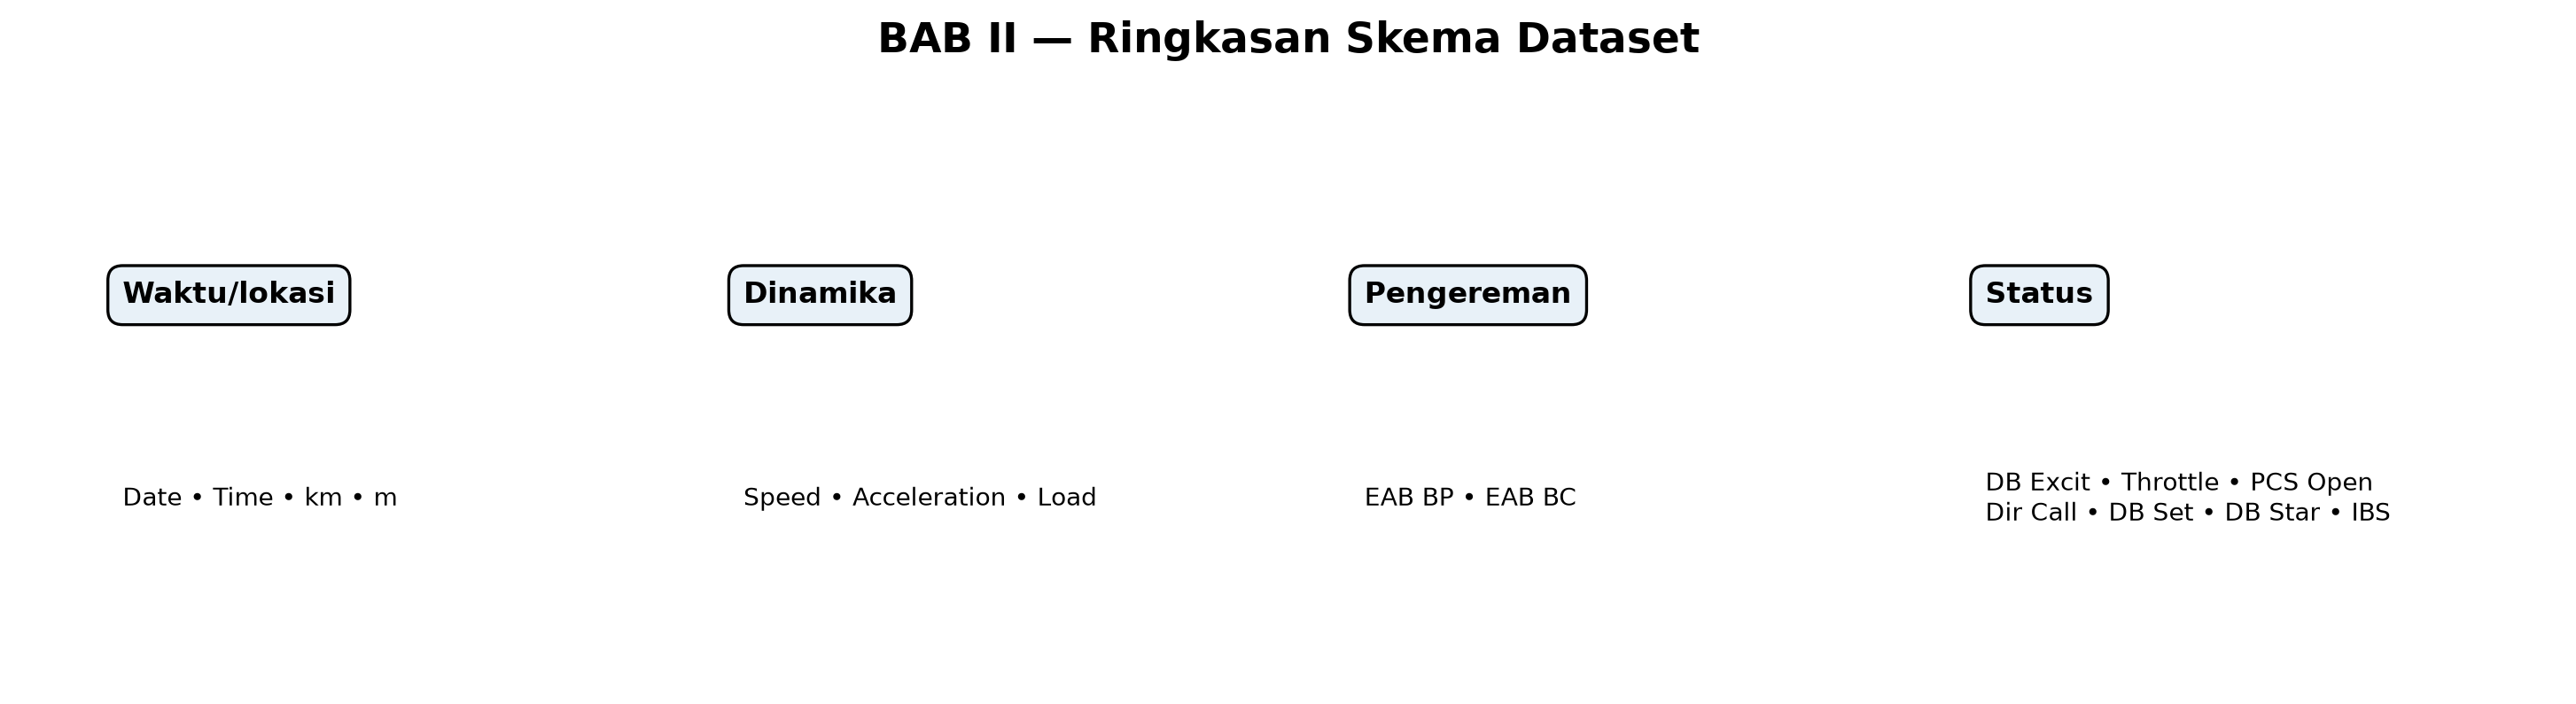 BAB II — Ringkasan Skema Dataset
Waktu/lokasi
Date • Time • km • m
Dinamika
Speed • Acceleration • Load
Pengereman
EAB BP • EAB BC
Status
DB Excit • Throttle • PCS Open
Dir Call • DB Set • DB Star • IBS